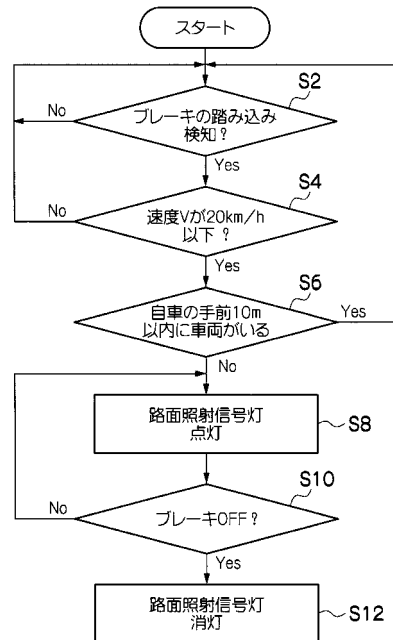 スタート
S2
ブレーキの踏み込み
検知?
No
Yes
S4
速度Vが20km/h
以下?
No
Yes
S6
自車の手前10m
以内に車両がいる
Yes
No
路面照射信号灯
点灯
S8
S10
ブレーキOFF?
No
Yes
路面照射信号灯
消灯
S12